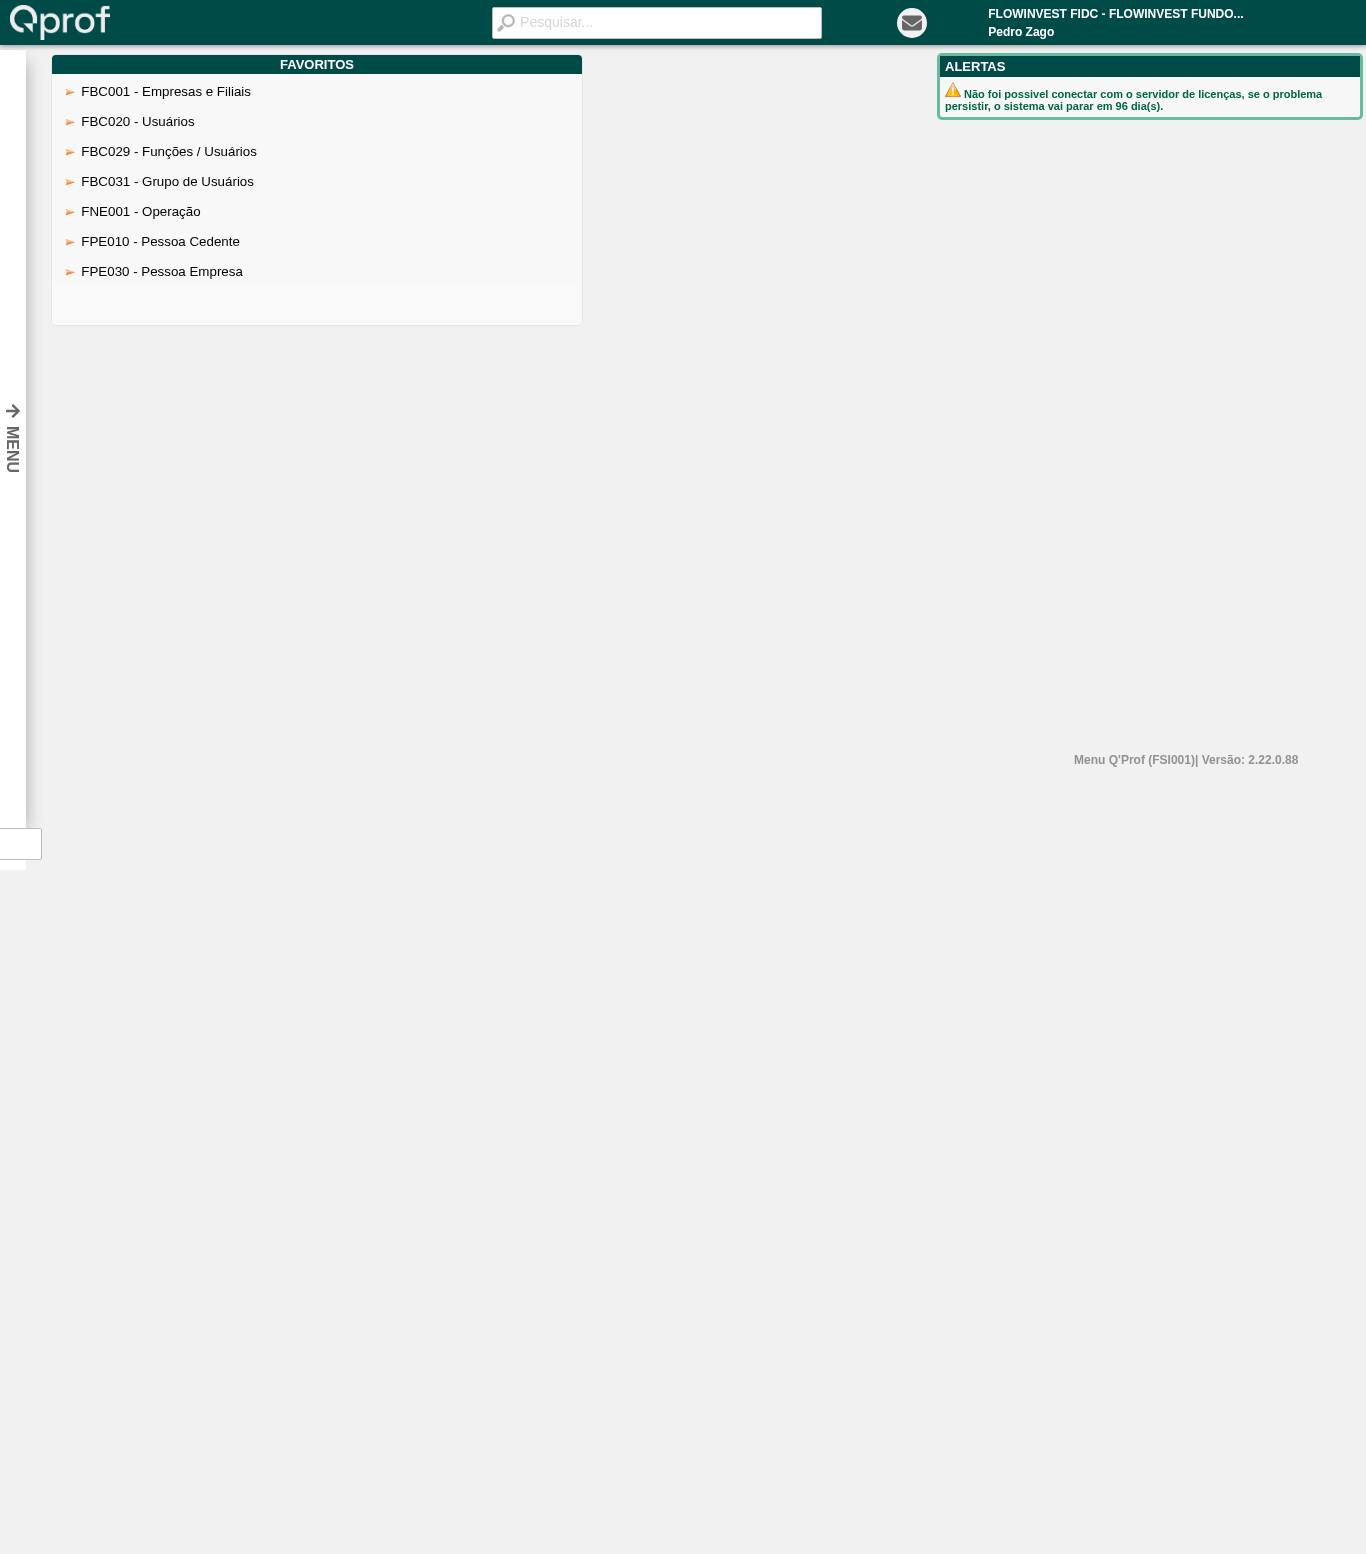 Qprof
Pesquisar...
FLOWINVEST FIDC - FLOWINVEST FUNDO...
Pedro Zago
FAVORITOS
➢ FBC001 - Empresas e Filiais
➢ FBC020 - Usuários
➢ FBC029 - Funções / Usuários
➢ FBC031 - Grupo de Usuários
➢ FNE001 - Operação
➢ FPE010 - Pessoa Cedente
➢ FPE030 - Pessoa Empresa
ALERTAS
Não foi possivel conectar com o servidor de licenças, se o problema
persistir, o sistema vai parar em 96 dia(s).
→ MENU
Menu Q'Prof (FSI001)| Versão: 2.22.0.88